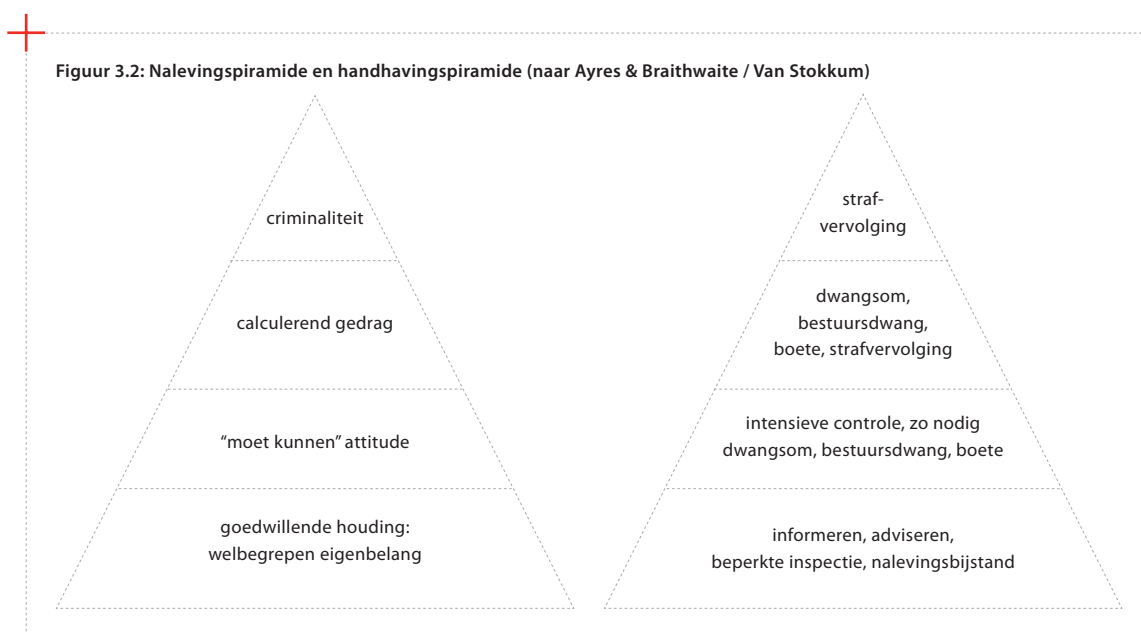 Figuur 3.2: Nalevingspiramide en handhavingspiramide (naar Ayres & Braithwaite / Van Stokkum)
criminaliteit
calculerend gedrag
“moet kunnen” attitude
goedwillende houding:
welbegrepen eigenbelang
straf-
vervolging
dwangsom,
bestuursdwang,
boete, strafvervolging
intensieve controle, zo nodig
dwangsom, bestuursdwang, boete
informeren, adviseren,
beperkte inspectie, nalevingsbijstand